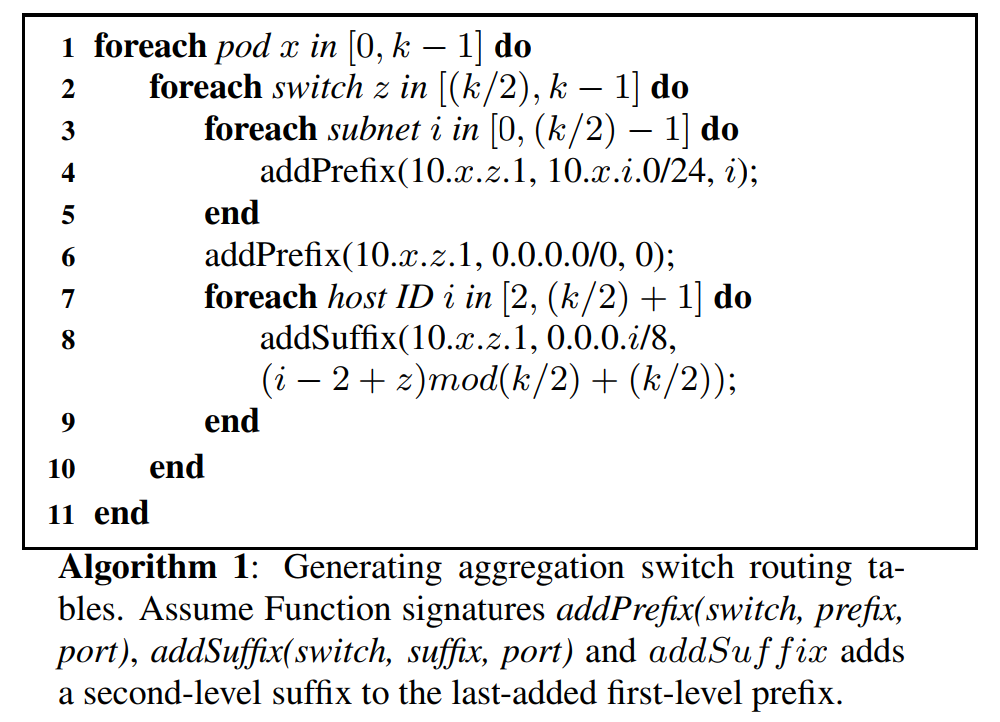 1 foreach pod x in [0, k − 1] do
2 foreach switch z in [(k/2), k − 1] do
3 foreach subnet i in [0, (k/2) − 1] do
4 addPrefix(10.x.z.1, 10.x.i.0/24, i);
5 end
6 addPrefix(10.x.z.1, 0.0.0.0/0, 0);
7 foreach host ID i in [2, (k/2) + 1] do
8 addSuffix(10.x.z.1, 0.0.0.i/8,
(i − 2 + z)mod(k/2) + (k/2));
9 end
10 end
11 end
Algorithm 1: Generating aggregation switch routing ta-
bles. Assume Function signatures addPrefix(switch, prefix,
port), addSuffix(switch, suffix, port) and addSuffix adds
a second-level suffix to the last-added first-level prefix.